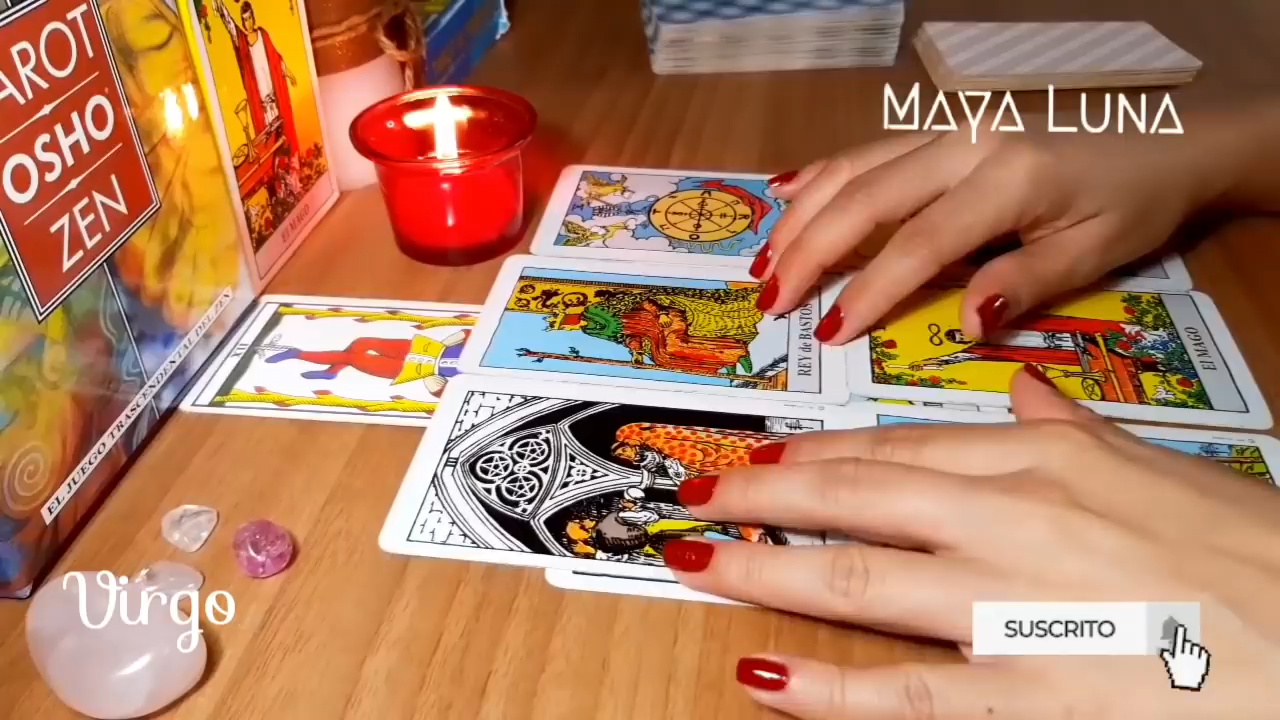 TAROT
OSHO
ZEN
EL JUEGO TRASCENDENTAL DEL ZEN
EL MAGO
MAYA LUNA
XII
REY de BASTOS
EL MAGO
Virgo
SUSCRITO